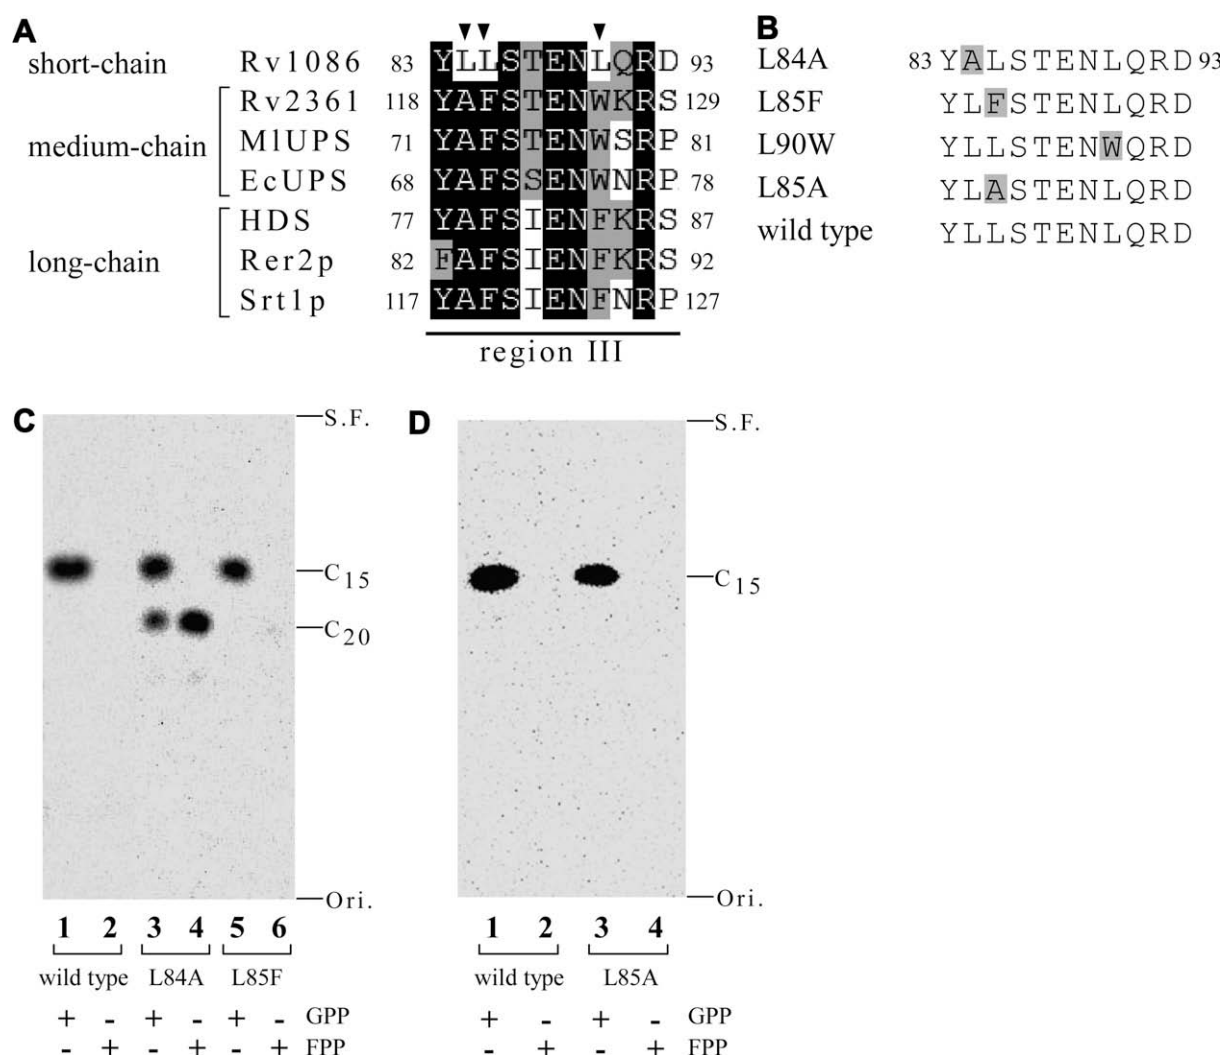 A
short-chain Rv1086 83 YLLSTENLQRD 93
Rv2361 118 YAFSTENWKRS 129
medium-chain MlUPS 71 YAFSTENWSRP 81
EcUPS 68 YAFSSENWNRP 78
HDS 77 YAFSIENFKRS 87
long-chain Rer2p 82 FAFSIENFKRS 92
Srt1p 117 YAFSIENFNRP 127
region III
B
L84A 83 YALSTENLQRD 93
L85F YLFSTENLQRD
L90W YLLSTENWQRD
L85A YLASTENLQRD
wild type YLLSTENLQRD
C
S.F.
C15
C20
Ori.
1 2 3 4 5 6
wild type L84A L85F
+ - + - + - GPP
- + - + - + FPP
D
S.F.
C15
Ori.
1 2 3 4
wild type L85A
+ - + - GPP
- + - + FPP